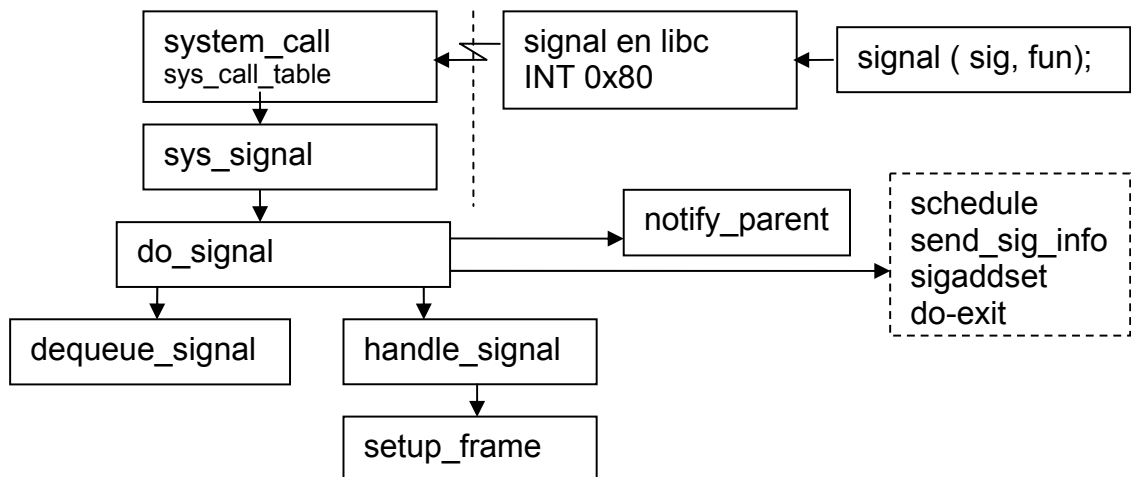 system_call
sys_call_table
signal en libc
INT 0x80
signal ( sig, fun);
sys_signal
do_signal
notify_parent
schedule
send_sig_info
sigaddset
do-exit
dequeue_signal
handle_signal
setup_frame